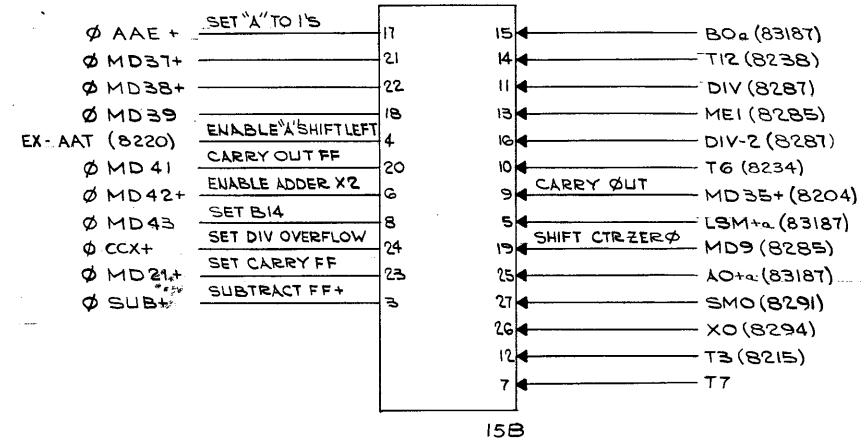 Ø AAE + SET "A" TO 1'S 17 15 BOa (83187)
Ø MD37+ 21 14 T12 (8238)
Ø MD38+ 22 11 DIV (8287)
Ø MD39 18 13 ME1 (8285)
EX-AAT (8220) ENABLE "A" SHIFT LEFT 4 16 DIV-2 (8287)
Ø MD41 CARRY OUT FF 20 10 T6 (8234)
Ø MD42+ ENABLE ADDER X2 6 9 CARRY ØUT MD35+ (8204)
Ø MD43 SET B14 8 5 LSM+a (83187)
Ø CCX+ SET DIV OVERFLOW 24 19 SHIFT CTR ZERØ MD9 (8285)
Ø MD21+ SET CARRY FF 23 25 AO+a (83187)
Ø SUB+ SUBTRACT FF+ 3 27 SMO (8291)
26 XO (8294)
12 T3 (8215)
7 T7
15B